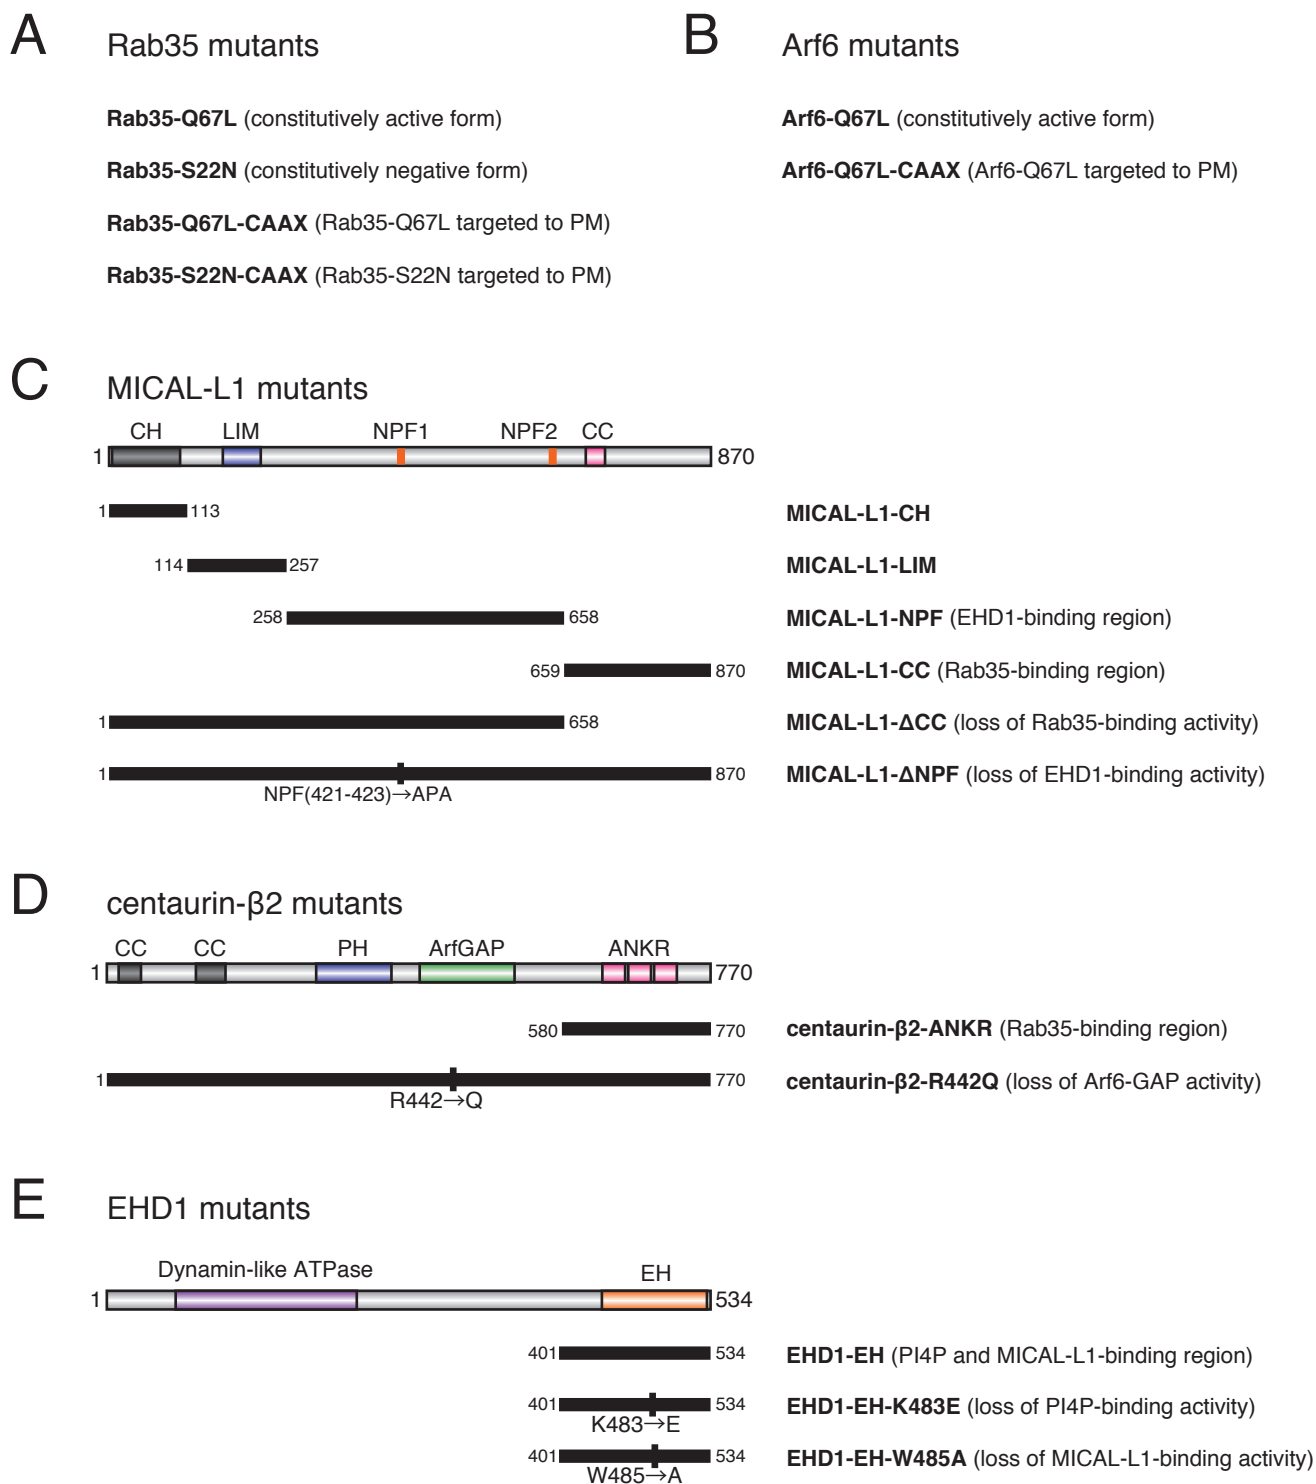 A Rab35 mutants
Rab35-Q67L (constitutively active form)
Rab35-S22N (constitutively negative form)
Rab35-Q67L-CAAX (Rab35-Q67L targeted to PM)
Rab35-S22N-CAAX (Rab35-S22N targeted to PM)
B Arf6 mutants
Arf6-Q67L (constitutively active form)
Arf6-Q67L-CAAX (Arf6-Q67L targeted to PM)
C MICAL-L1 mutants
CH LIM NPF1 NPF2 CC
1 870
1 113 MICAL-L1-CH
114 257 MICAL-L1-LIM
258 658 MICAL-L1-NPF (EHD1-binding region)
659 870 MICAL-L1-CC (Rab35-binding region)
1 658 MICAL-L1-ΔCC (loss of Rab35-binding activity)
1 870 MICAL-L1-ΔNPF (loss of EHD1-binding activity)
NPF(421-423)→APA
D centaurin-β2 mutants
CC CC PH ArfGAP ANKR
1 770
580 770 centaurin-β2-ANKR (Rab35-binding region)
1 770 centaurin-β2-R442Q (loss of Arf6-GAP activity)
R442→Q
E EHD1 mutants
Dynamin-like ATPase EH
1 534
401 534 EHD1-EH (PI4P and MICAL-L1-binding region)
401 534 EHD1-EH-K483E (loss of PI4P-binding activity)
K483→E
401 534 EHD1-EH-W485A (loss of MICAL-L1-binding activity)
W485→A